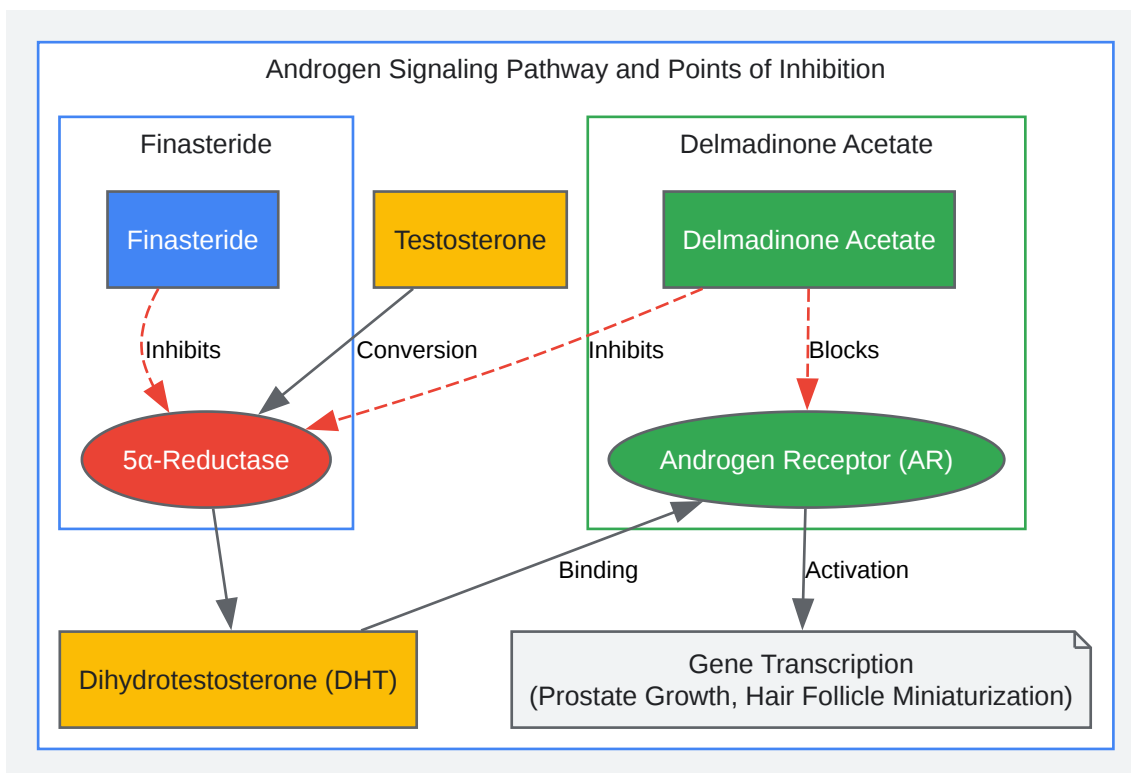 Androgen Signaling Pathway and Points of Inhibition
Finasteride
Delmadinone Acetate
Finasteride
Testosterone
Delmadinone Acetate
Inhibits
Conversion
Inhibits
Blocks
5α-Reductase
Androgen Receptor (AR)
Binding
Activation
Dihydrotestosterone (DHT)
Gene Transcription
(Prostate Growth, Hair Follicle Miniaturization)